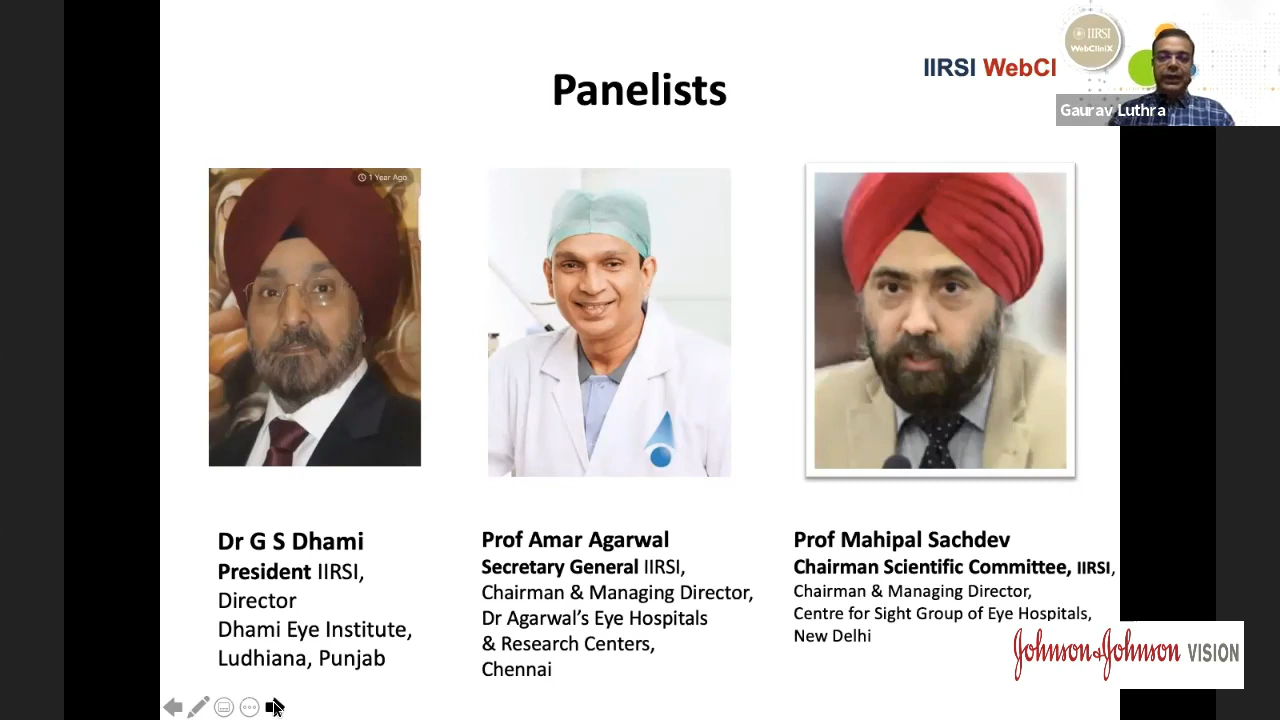 Panelists
IIRSI WebCl
IIRSI
WebCliniX
Gaurav Luthra
1 Year Ago
Dr G S Dhami
President IIRSI,
Director
Dhami Eye Institute,
Ludhiana, Punjab
Prof Amar Agarwal
Secretary General IIRSI,
Chairman & Managing Director,
Dr Agarwal’s Eye Hospitals
& Research Centers,
Chennai
Prof Mahipal Sachdev
Chairman Scientific Committee, IIRSI,
Chairman & Managing Director,
Centre for Sight Group of Eye Hospitals,
New Delhi
Johnson & Johnson VISION